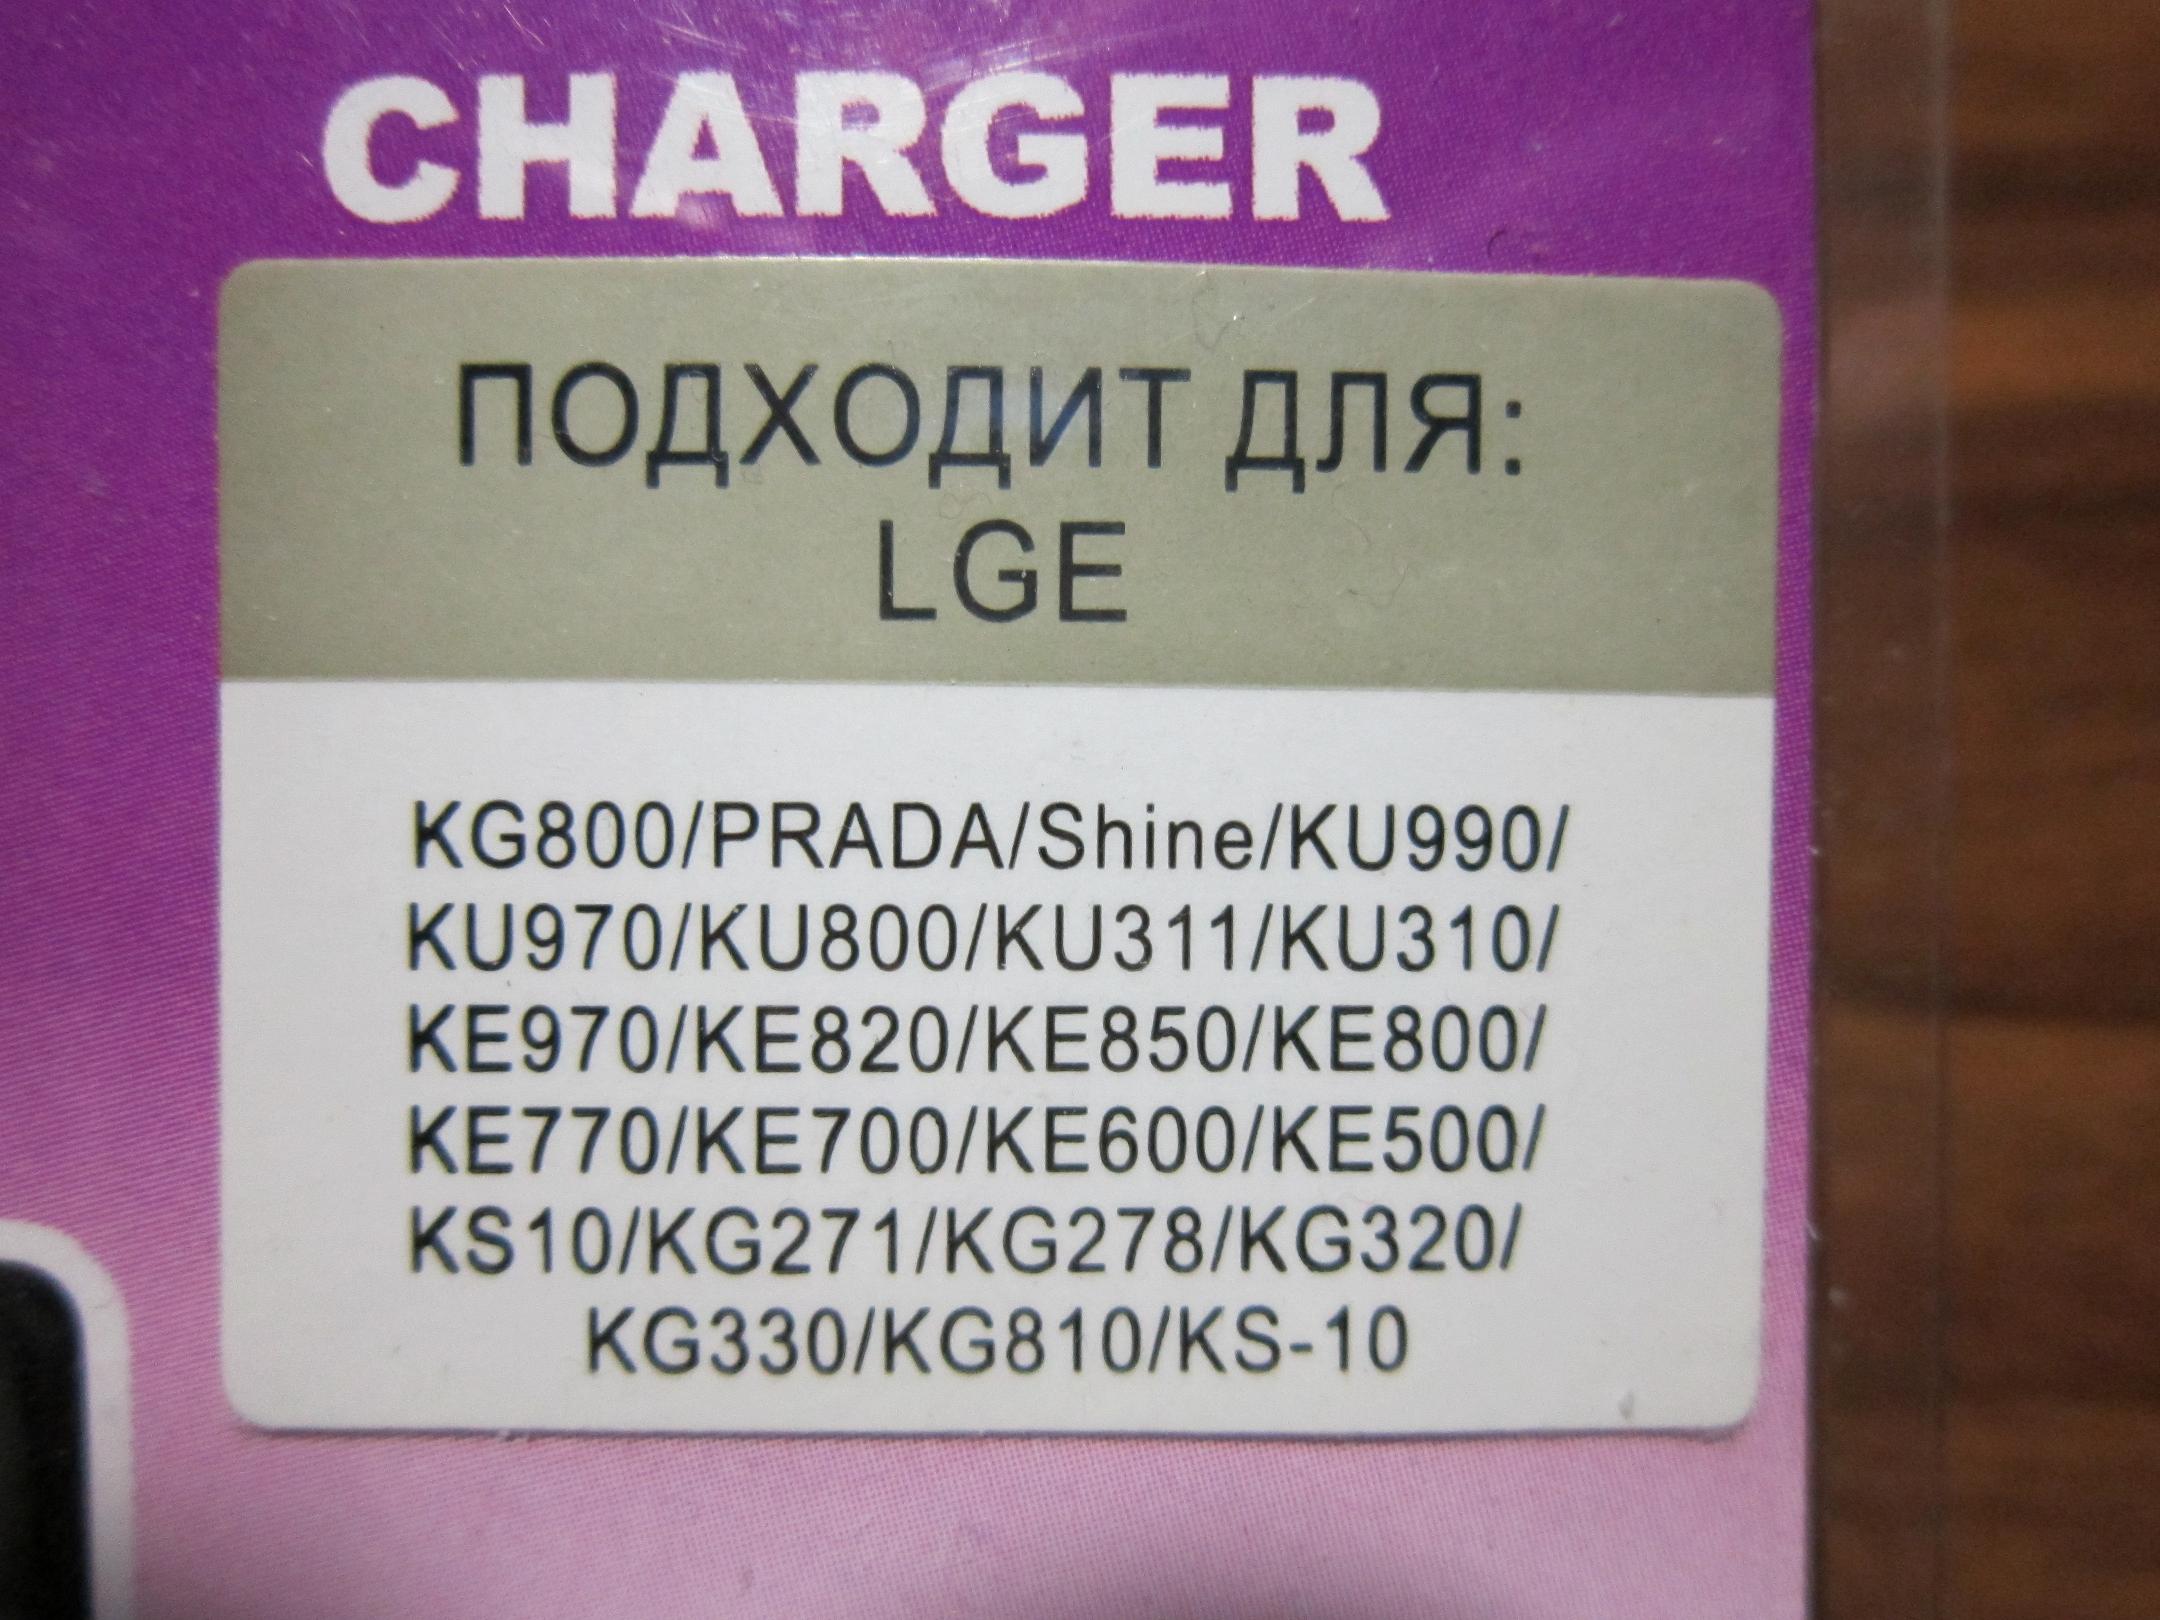 CHARGER
ПОДХОДИТ ДЛЯ:
LGE
KG800/PRADA/Shine/KU990/
KU970/KU800/KU311/KU310/
KE970/KE820/KE850/KE800/
KE770/KE700/KE600/KE500/
KS10/KG271/KG278/KG320/
KG330/KG810/KS-10